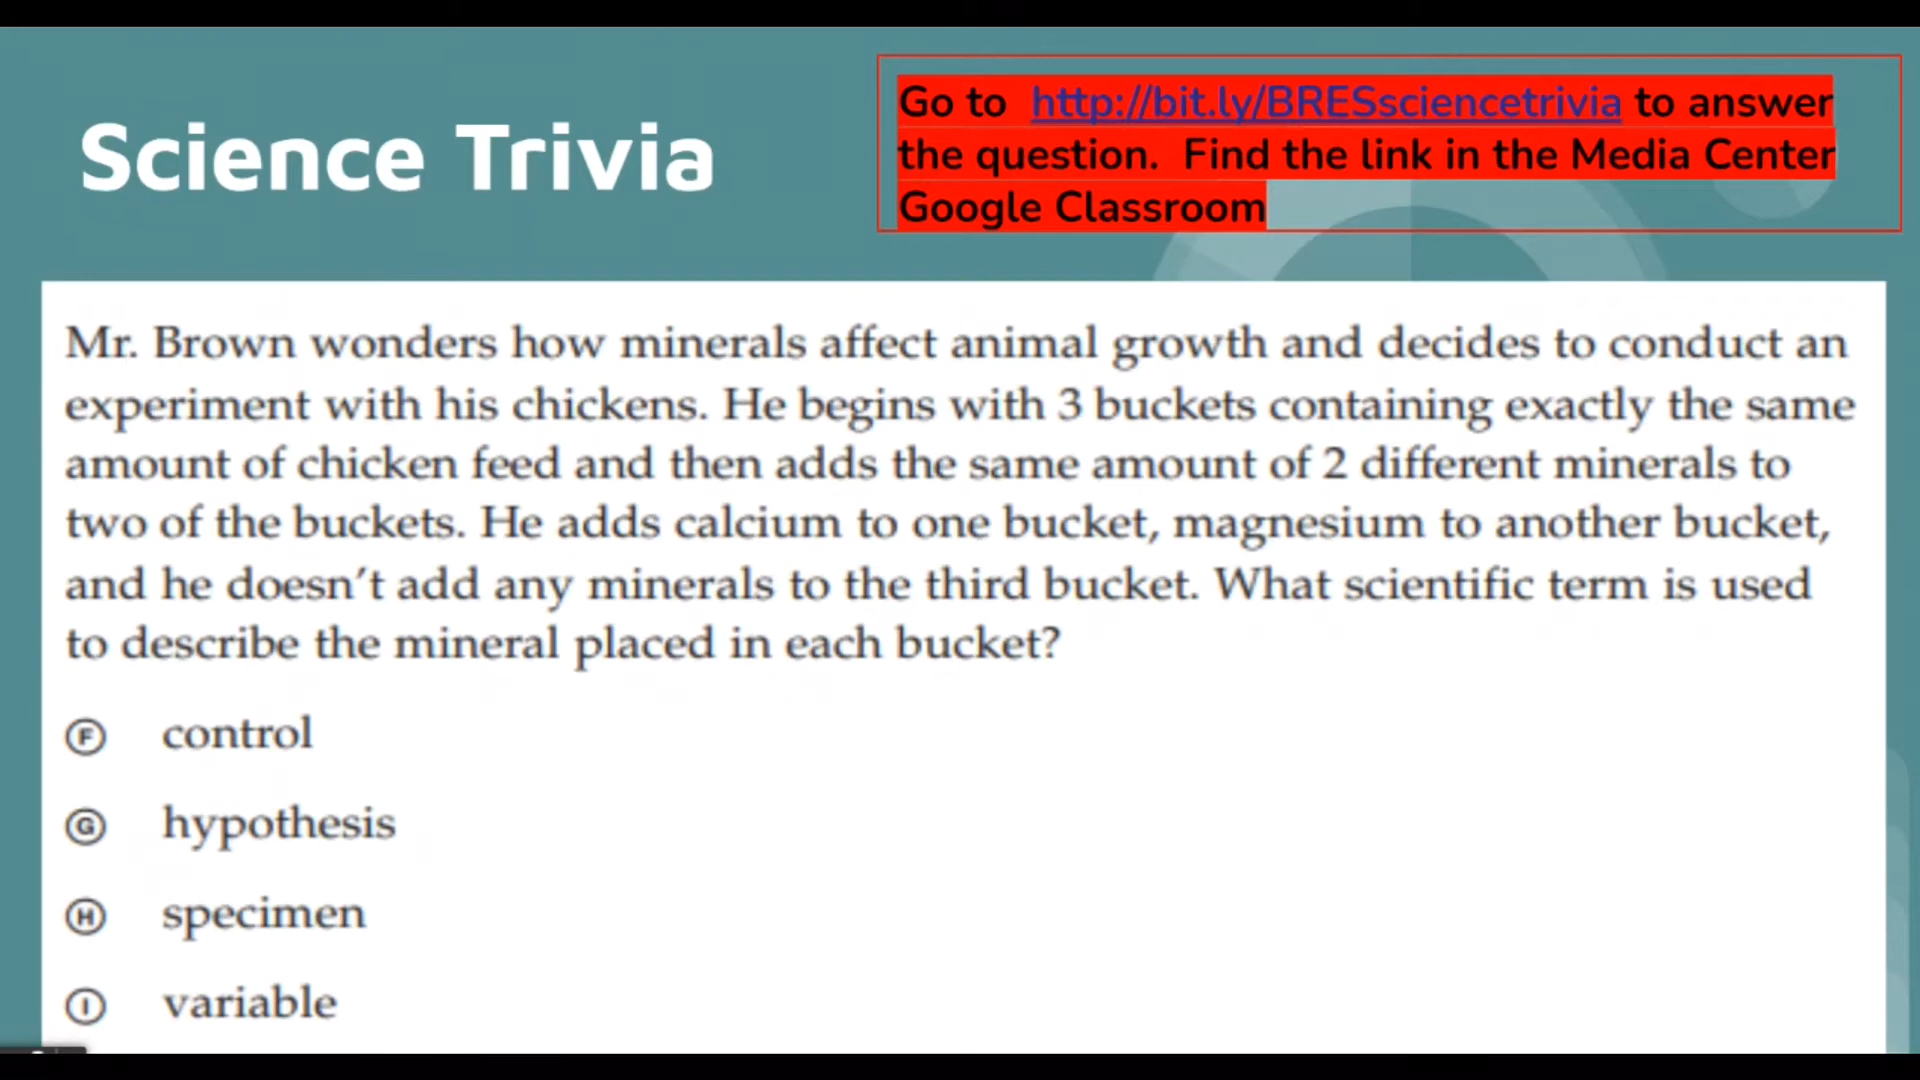 Science Trivia
Go to http://bit.ly/BRESsciencetrivia to answer
the question. Find the link in the Media Center
Google Classroom
Mr. Brown wonders how minerals affect animal growth and decides to conduct an
experiment with his chickens. He begins with 3 buckets containing exactly the same
amount of chicken feed and then adds the same amount of 2 different minerals to
two of the buckets. He adds calcium to one bucket, magnesium to another bucket,
and he doesn't add any minerals to the third bucket. What scientific term is used
to describe the mineral placed in each bucket?
F control
G hypothesis
H specimen
I variable